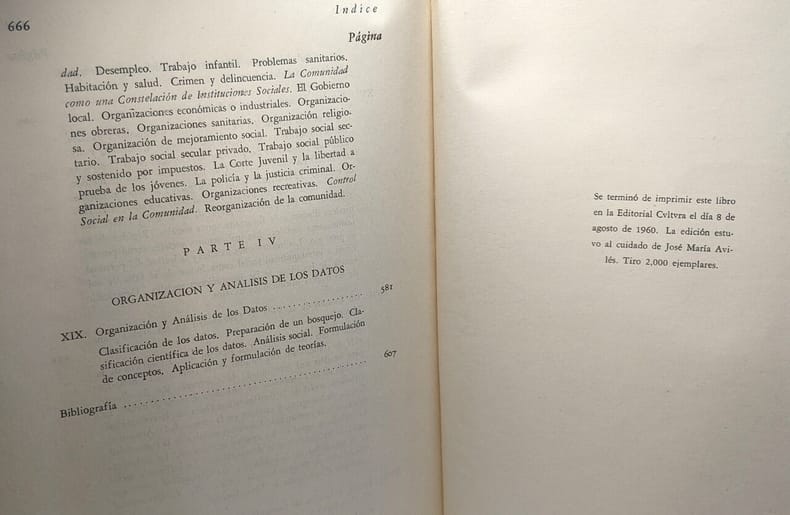 666
Indice
Página
dad. Desempleo. Trabajo infantil. Problemas sanitarios.
Habitación y salud. Crimen y delincuencia. La Comunidad
como una Constelación de Instituciones Sociales. El Gobierno
local. Organizaciones económicas o industriales. Organizacio-
nes obreras. Organizaciones sanitarias. Organización religio-
sa. Organización de mejoramiento social. Trabajo social sec-
tario. Trabajo social secular privado. Trabajo social público
y sostenido por impuestos. La Corte Juvenil y la libertad a
prueba de los jóvenes. La policía y la justicia criminal. Or-
ganizaciones educativas. Organizaciones recreativas. Control
Social en la Comunidad. Reorganización de la comunidad.
PARTE IV
ORGANIZACION Y ANALISIS DE LOS DATOS
XIX. Organización y Análisis de los Datos .................. 581
Clasificación de los datos. Preparación de un bosquejo. Cla-
sificación científica de los datos. Análisis social. Formulación
de conceptos. Aplicación y formulación de teorías.
Bibliografía ........................................ 607
Se terminó de imprimir este libro
en la Editorial Cvltvra el día 8 de
agosto de 1960. La edición estu-
vo al cuidado de José María Avi-
lés. Tiro 2,000 ejemplares.